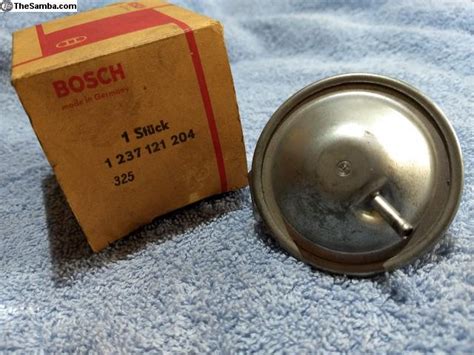 TheSamba.com
BOSCH
made in Germany
1 Stück
1 237 121 204
325